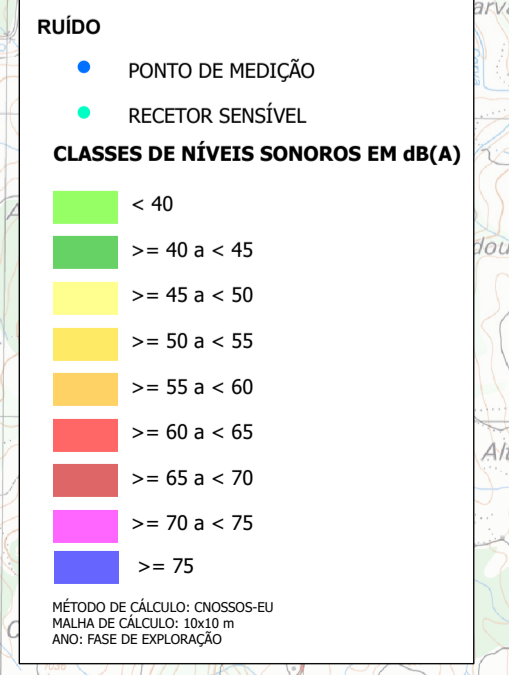 RUÍDO
PONTO DE MEDIÇÃO
RECETOR SENSÍVEL
CLASSES DE NÍVEIS SONOROS EM dB(A)
< 40
>= 40 a < 45
>= 45 a < 50
>= 50 a < 55
>= 55 a < 60
>= 60 a < 65
>= 65 a < 70
>= 70 a < 75
>= 75
MÉTODO DE CÁLCULO: CNOSSOS-EU
MALHA DE CÁLCULO: 10x10 m
ANO: FASE DE EXPLORAÇÃO